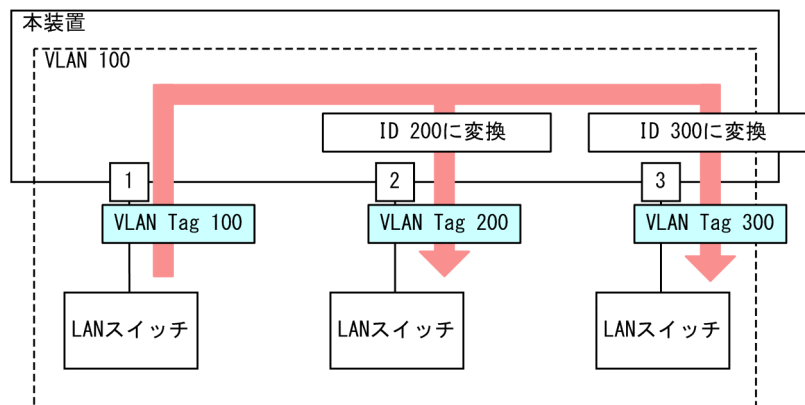 本装置
VLAN 100
ID 200に変換
ID 300に変換
1
2
3
VLAN Tag 100
VLAN Tag 200
VLAN Tag 300
LANスイッチ
LANスイッチ
LANスイッチ